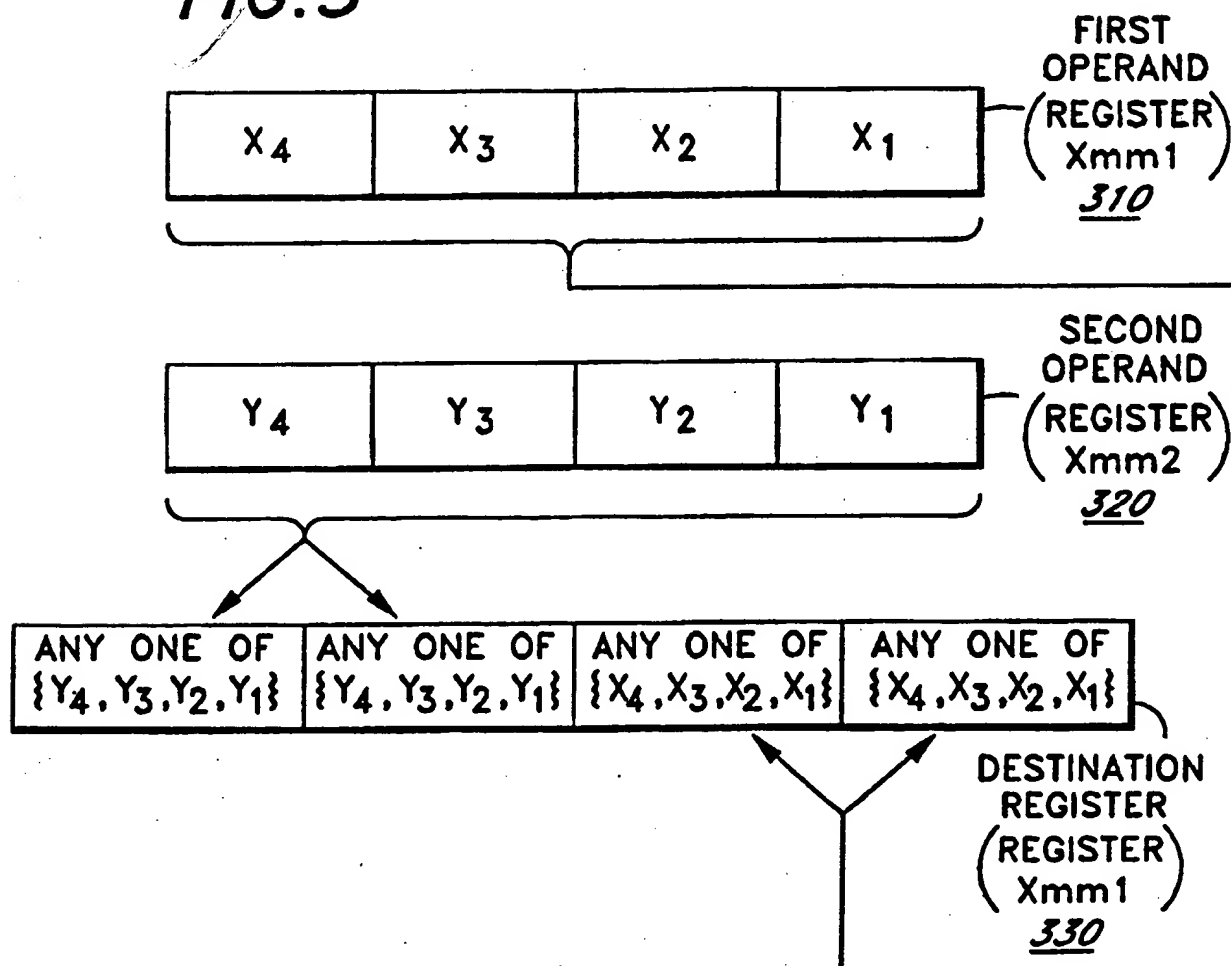 FIG.3
FIRST
OPERAND
(REGISTER
Xmm1)
310
X4 X3 X2 X1
SECOND
OPERAND
(REGISTER
Xmm2)
320
Y4 Y3 Y2 Y1
ANY ONE OF
{Y4,Y3,Y2,Y1}
ANY ONE OF
{Y4,Y3,Y2,Y1}
ANY ONE OF
{X4,X3,X2,X1}
ANY ONE OF
{X4,X3,X2,X1}
DESTINATION
REGISTER
(REGISTER
Xmm1)
330